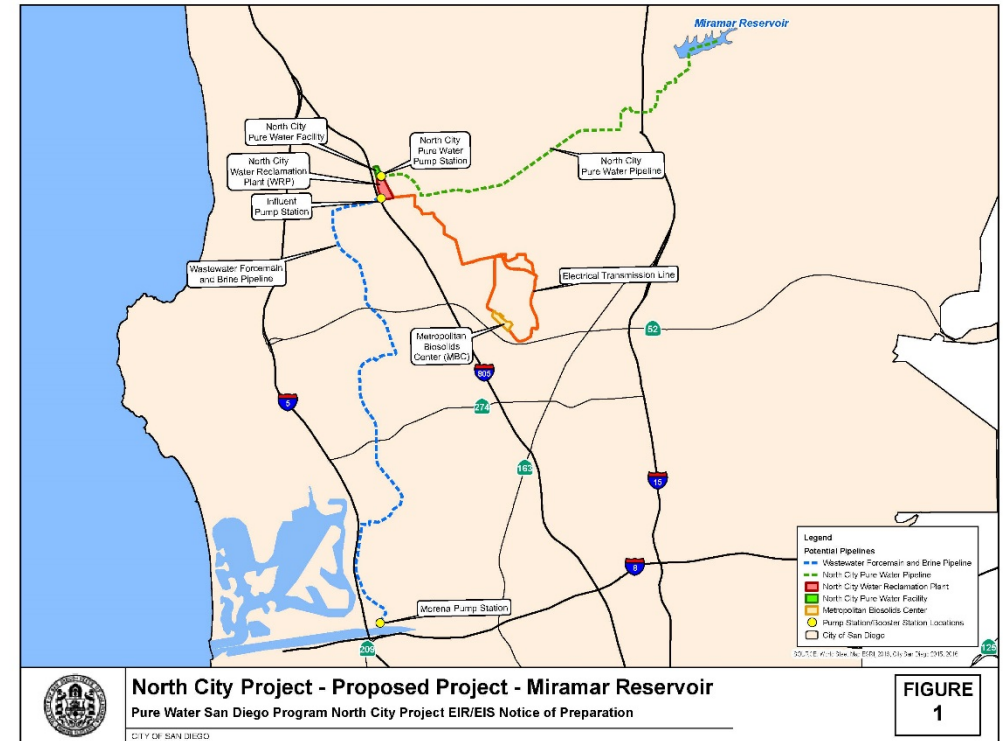 Miramar Reservoir
North City
Pure Water Facility
North City
Pure Water
Pump Station
North City
Water Reclamation
Plant (WRP)
North City
Pure Water Pipeline
Influent
Pump Station
Wastewater Forcemain
and Brine Pipeline
Electrical Transmission Line
Metropolitan
Biosolids
Center (MBC)
52
805
5
274
163
15
8
Morena Pump Station
209
125
Legend
Potential Pipelines
Wastewater Forcemain and Brine Pipeline
North City Pure Water Pipeline
North City Water Reclamation Plant
North City Pure Water Facility
Metropolitan Biosolids Center
Pump Station/Booster Station Locations
City of San Diego
North City Project - Proposed Project - Miramar Reservoir
Pure Water San Diego Program North City Project EIR/EIS Notice of Preparation
CITY OF SAN DIEGO
FIGURE
1